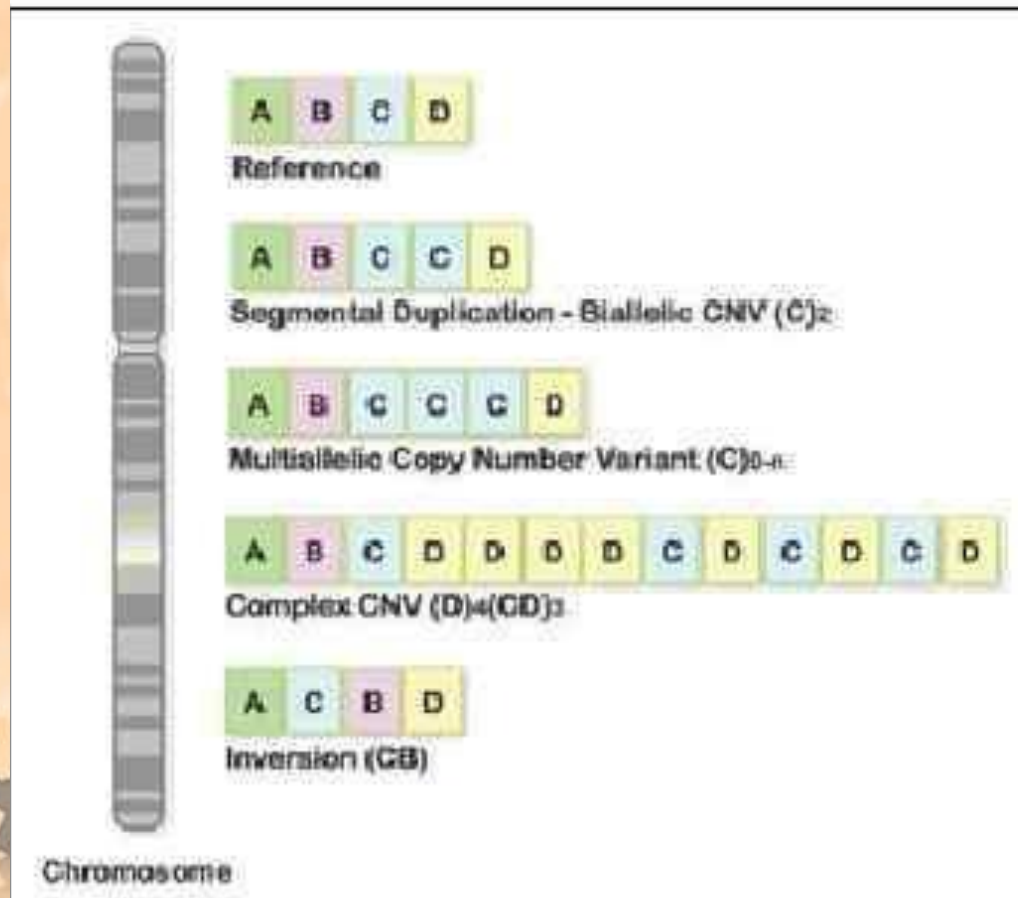 A B C D
Reference
A B C C D
Segmental Duplication - Biallelic CNV (C)2
A B C C C D
Multiallelic Copy Number Variant (C)0-n
A B C D D D D C D C D C D
Complex CNV (D)4(CD)3
A C B D
Inversion (CB)
Chromosome